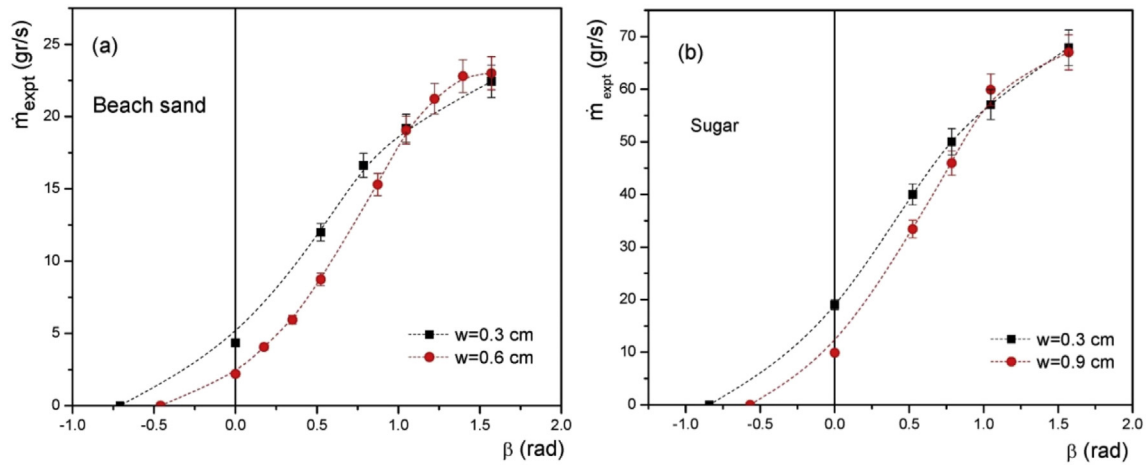 (a)
Beach sand
ṁexpt (gr/s)
25
20
15
10
5
0
w=0.3 cm
w=0.6 cm
-1.0 -0.5 0.0 0.5 1.0 1.5 2.0
β (rad)
(b)
Sugar
ṁexpt (gr/s)
70
60
50
40
30
20
10
0
w=0.3 cm
w=0.9 cm
-1.0 -0.5 0.0 0.5 1.0 1.5 2.0
β (rad)